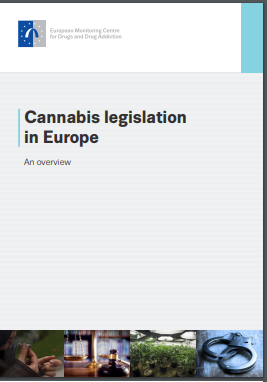 European Monitoring Centre
for Drugs and Drug Addiction
Cannabis legislation
in Europe
An overview